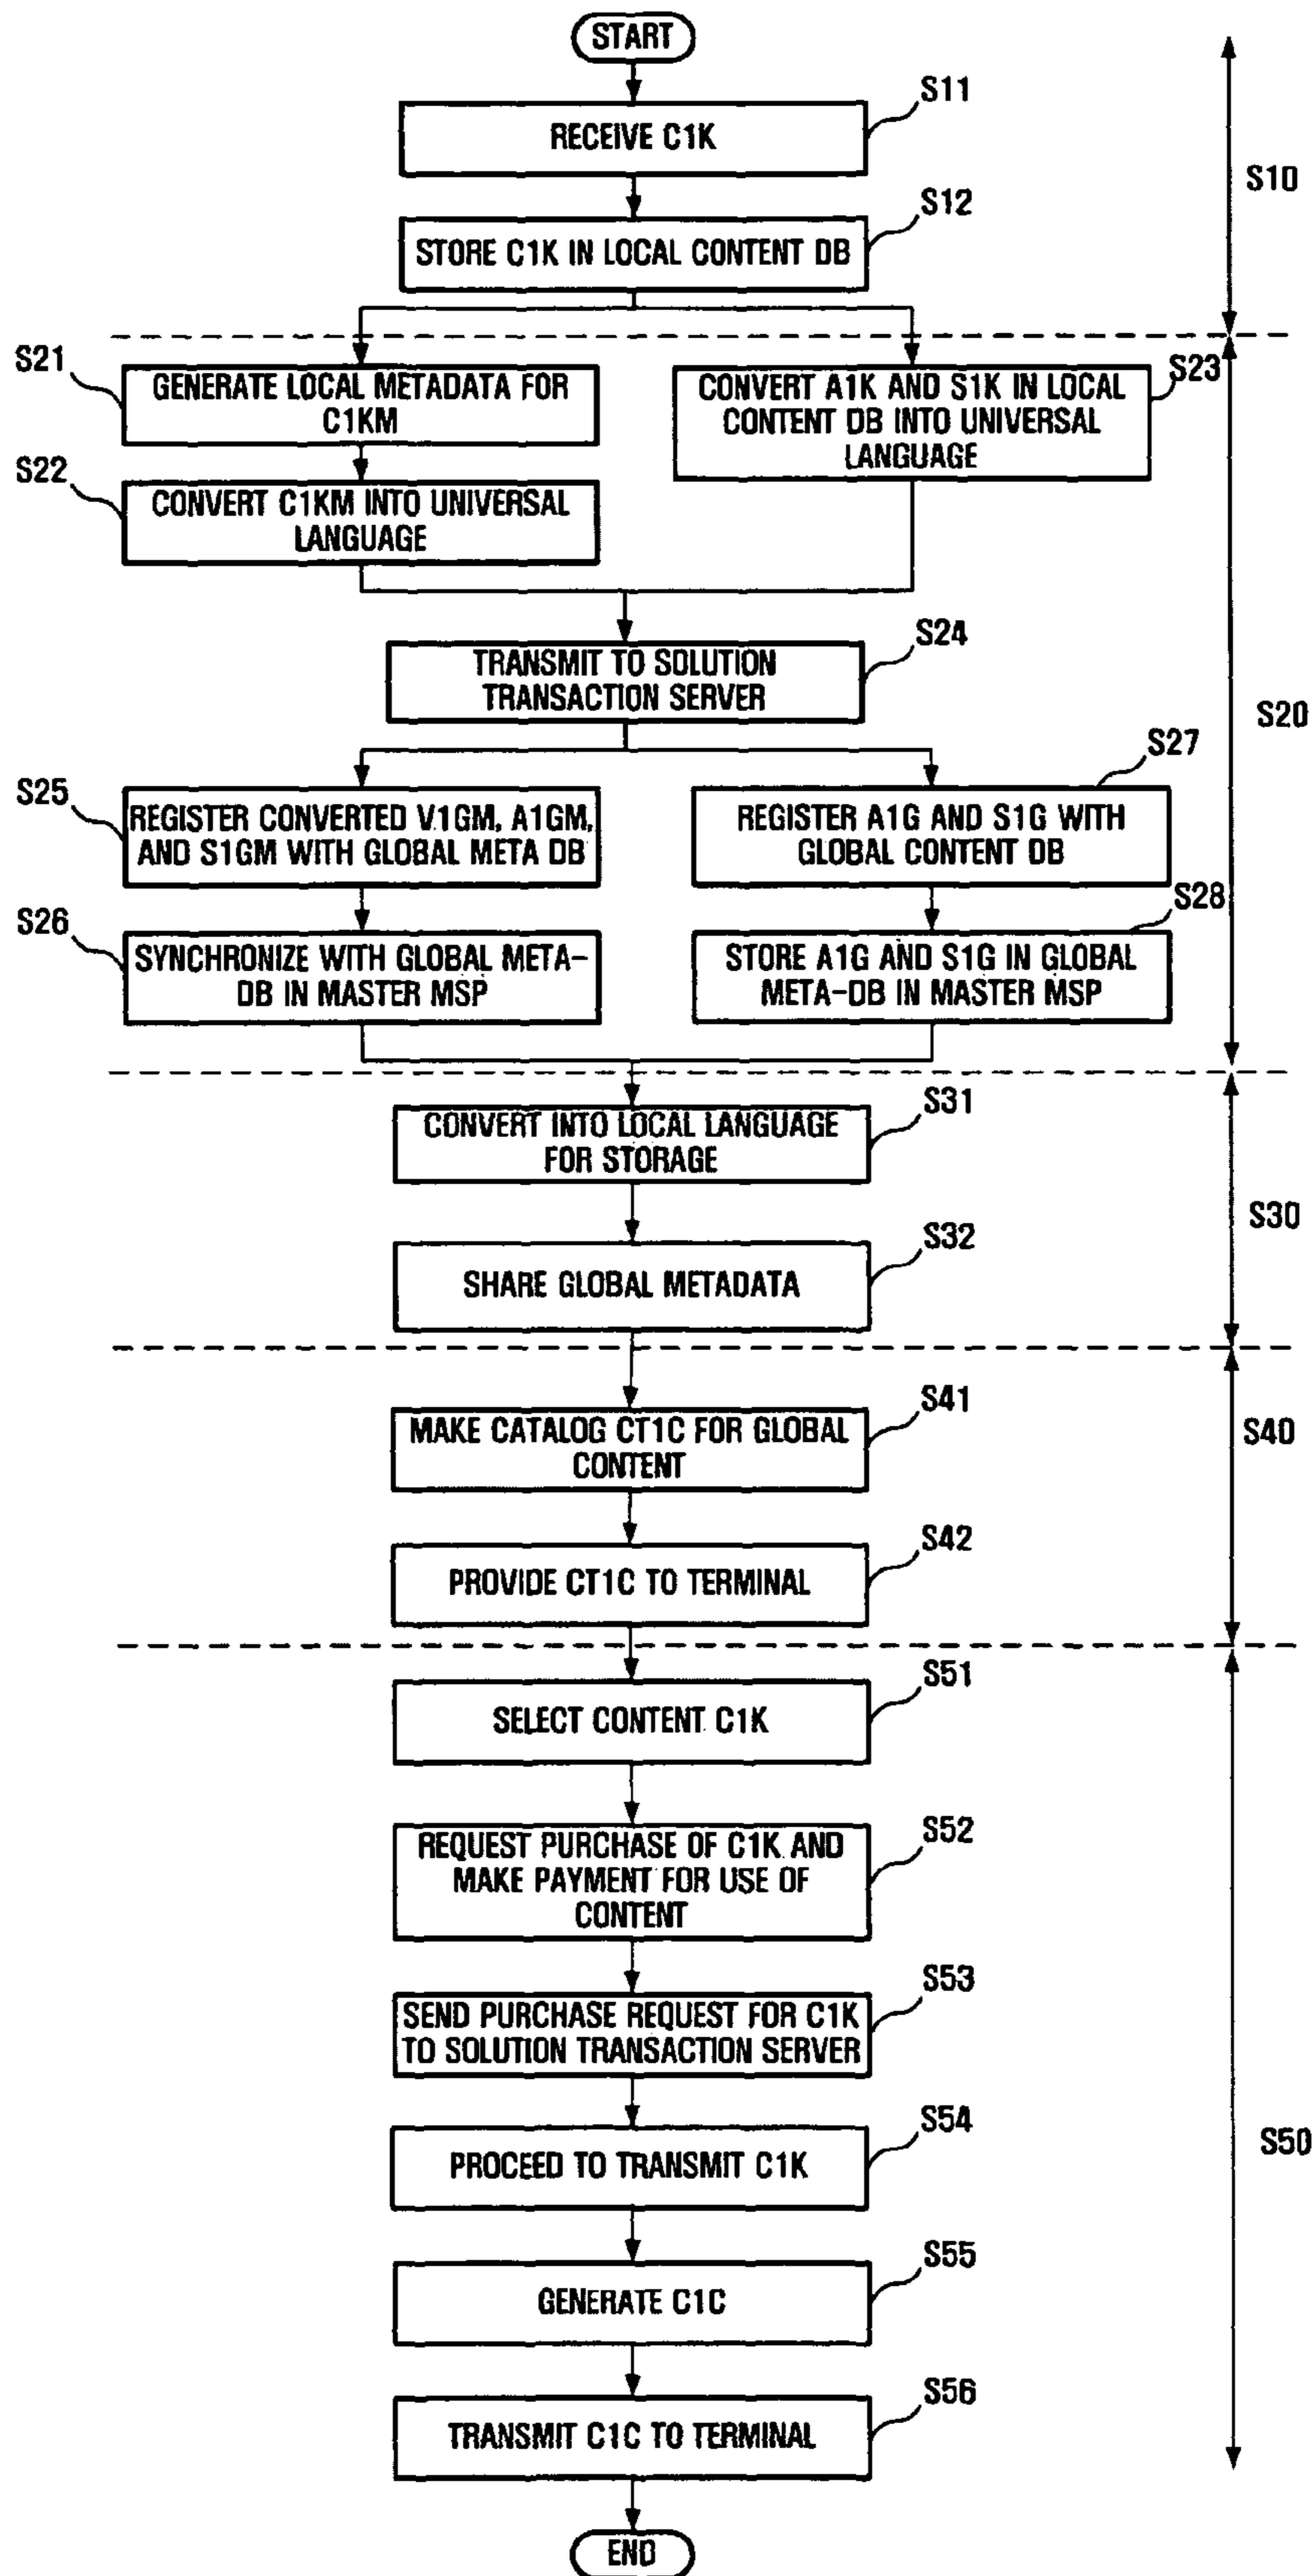 START
S11
RECEIVE C1K
S10
S12
STORE C1K IN LOCAL CONTENT DB
S21
GENERATE LOCAL METADATA FOR
C1KM
S23
CONVERT A1K AND S1K IN LOCAL
CONTENT DB INTO UNIVERSAL
LANGUAGE
S22
CONVERT C1KM INTO UNIVERSAL
LANGUAGE
S24
TRANSMIT TO SOLUTION
TRANSACTION SERVER
S20
S25
REGISTER CONVERTED V1GM, A1GM,
AND S1GM WITH GLOBAL META DB
S27
REGISTER A1G AND S1G WITH
GLOBAL CONTENT DB
S26
SYNCHRONIZE WITH GLOBAL META-
DB IN MASTER MSP
S28
STORE A1G AND S1G IN GLOBAL
META-DB IN MASTER MSP
S31
CONVERT INTO LOCAL LANGUAGE
FOR STORAGE
S30
S32
SHARE GLOBAL METADATA
S41
MAKE CATALOG CT1C FOR GLOBAL
CONTENT
S40
S42
PROVIDE CT1C TO TERMINAL
S51
SELECT CONTENT C1K
S52
REQUEST PURCHASE OF C1K AND
MAKE PAYMENT FOR USE OF
CONTENT
S53
SEND PURCHASE REQUEST FOR C1K
TO SOLUTION TRANSACTION SERVER
S54
PROCEED TO TRANSMIT C1K
S50
S55
GENERATE C1C
S56
TRANSMIT C1C TO TERMINAL
END